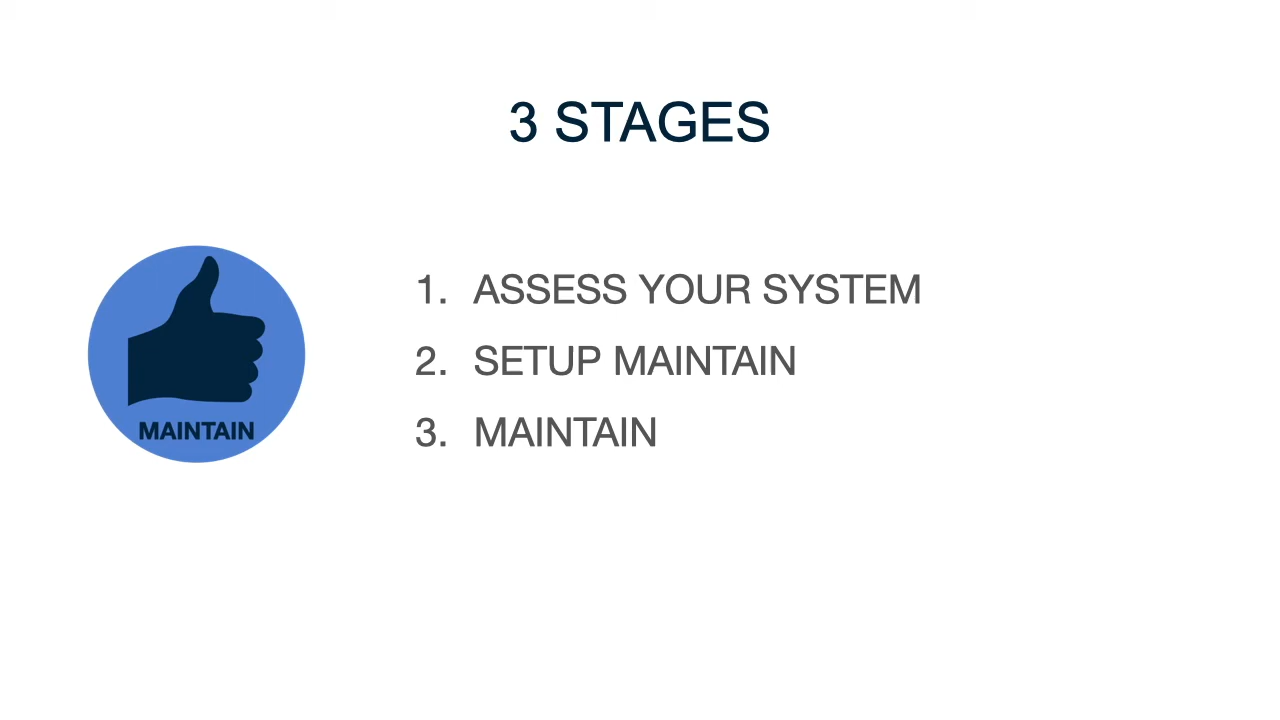 3 STAGES
1. ASSESS YOUR SYSTEM
2. SETUP MAINTAIN
3. MAINTAIN
MAINTAIN